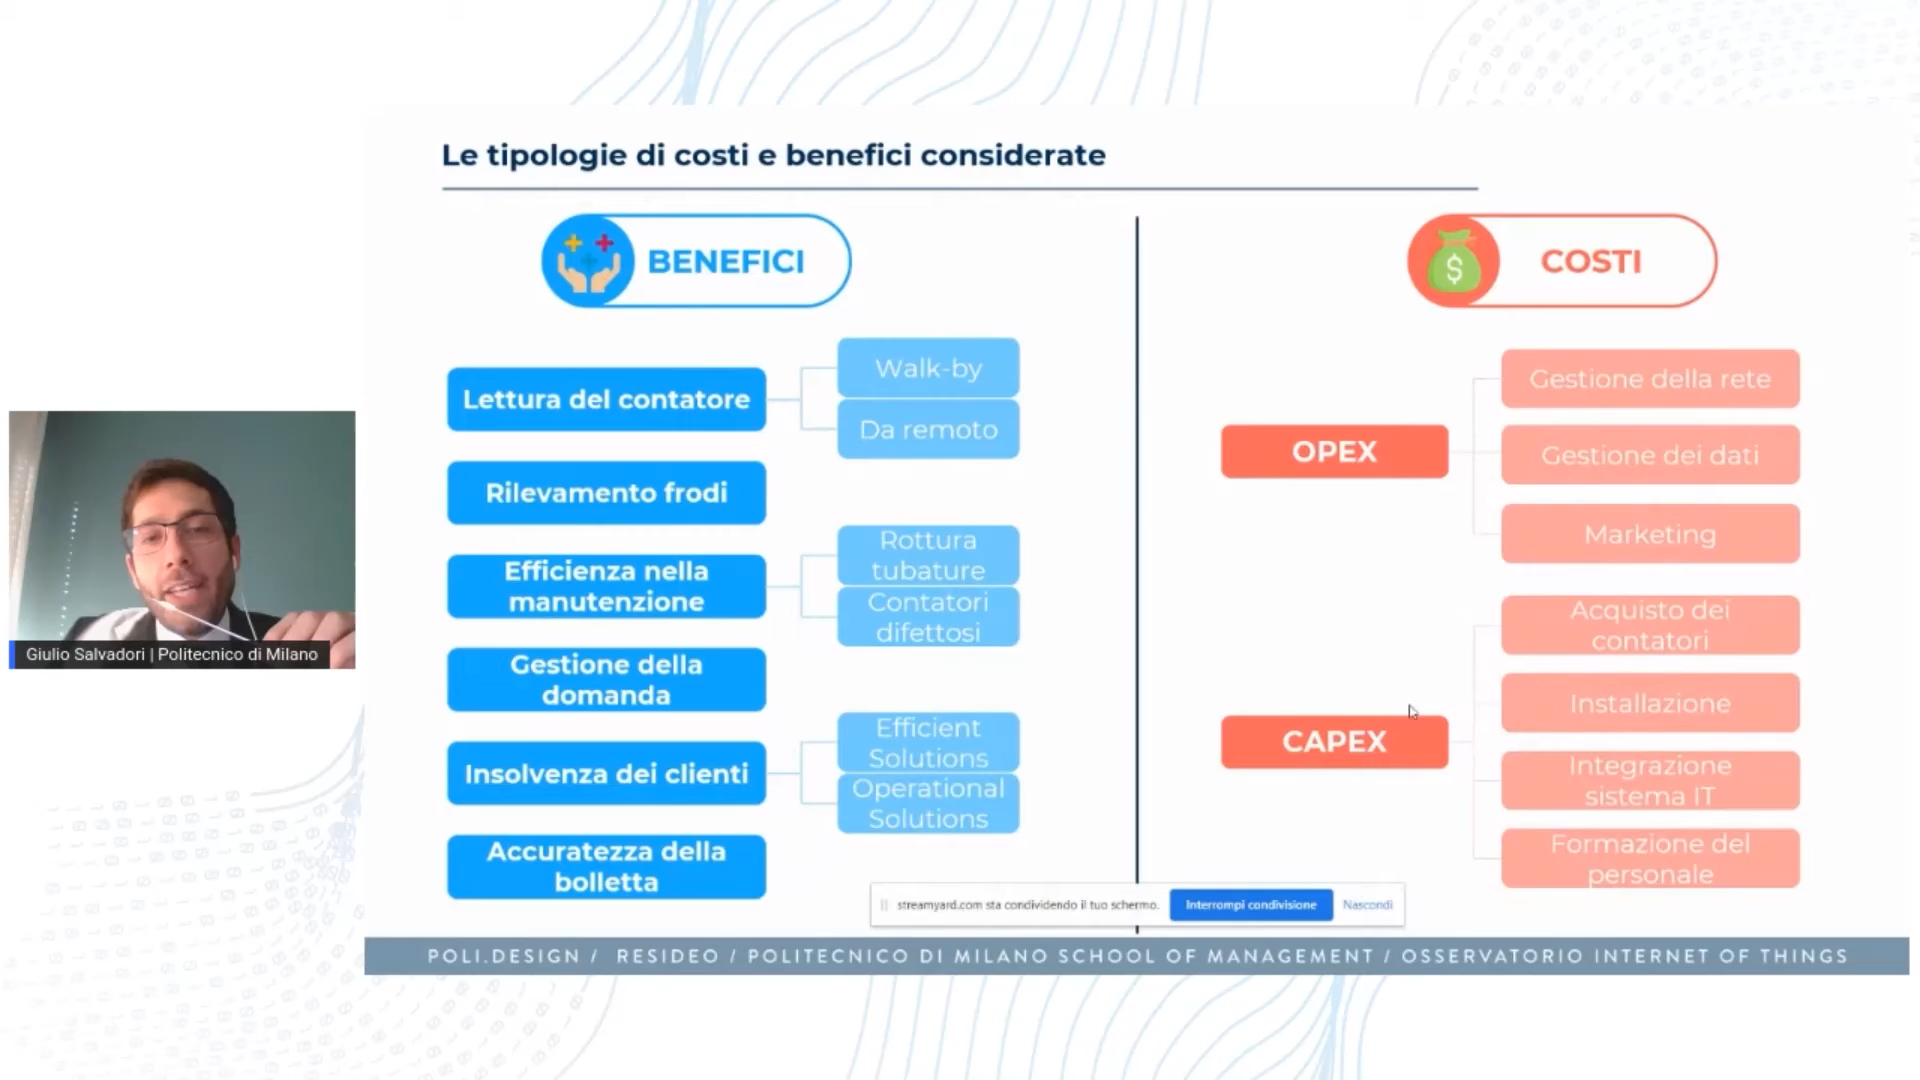 Le tipologie di costi e benefici considerate
BENEFICI
Lettura del contatore
Walk-by
Da remoto
Rilevamento frodi
Efficienza nella
manutenzione
Rottura
tubature
Contatori
difettosi
Gestione della
domanda
Insolvenza dei clienti
Efficient
Solutions
Operational
Solutions
Accuratezza della
bolletta
COSTI
$
OPEX
Gestione della rete
Gestione dei dati
Marketing
CAPEX
Acquisto dei
contatori
Installazione
Integrazione
sistema IT
Formazione del
personale
Giulio Salvadori | Politecnico di Milano
streamyard.com sta condividendo il tuo schermo. Interrompi condivisione Nascondi
POLI.DESIGN / RESIDEO / POLITECNICO DI MILANO SCHOOL OF MANAGEMENT / OSSERVATORIO INTERNET OF THINGS